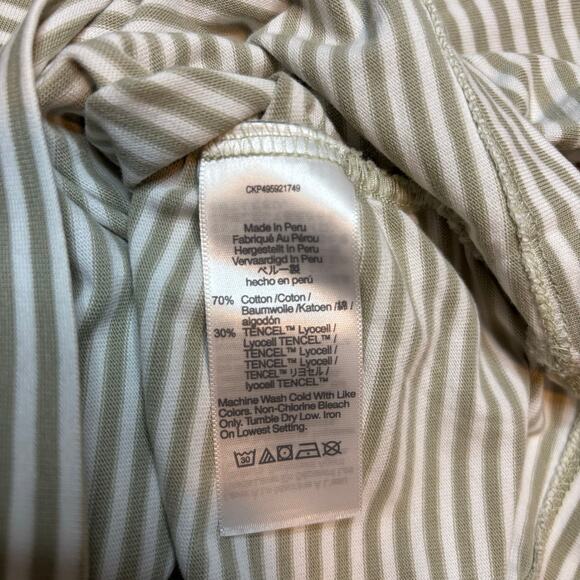 CKP495921749
Made In Peru
Fabriqué Au Pérou
Hergestellt In Peru
Vervaardigd In Peru
ペルー製
hecho en perú
70% Cotton /Coton /
Baumwolle /Katoen /綿 /
algodón
30% TENCEL™ Lyocell /
Lyocell TENCEL™ /
TENCEL™ Lyocell /
TENCEL™ Lyocell /
TENCEL™ リヨセル /
lyocell TENCEL™
Machine Wash Cold With Like
Colors. Non-Chlorine Bleach
Only. Tumble Dry Low. Iron
On Lowest Setting.
30